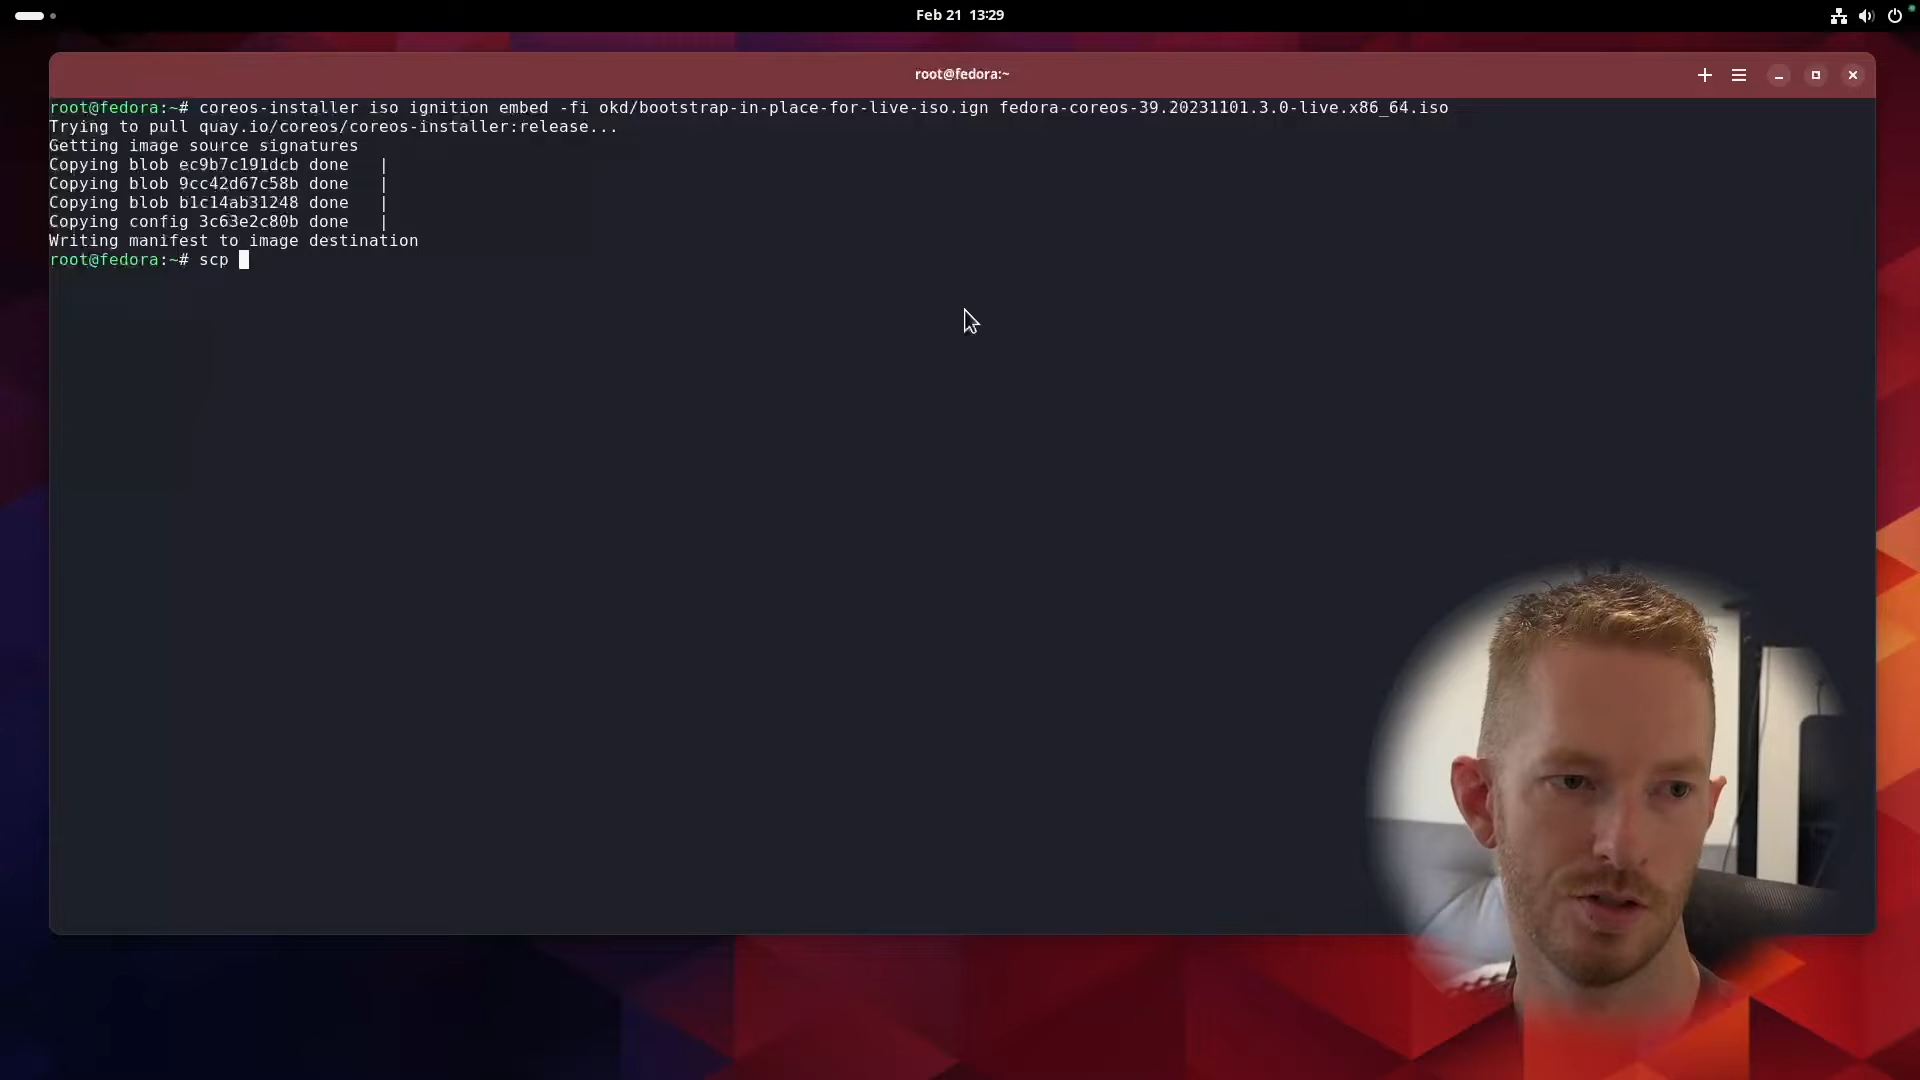 Feb 21 13:29
root@fedora:~
root@fedora:~# coreos-installer iso ignition embed -fi okd/bootstrap-in-place-for-live-iso.ign fedora-coreos-39.20231101.3.0-live.x86_64.iso
Trying to pull quay.io/coreos/coreos-installer:release...
Getting image source signatures
Copying blob ec9b7c191dcb done   |
Copying blob 9cc42d67c58b done   |
Copying blob b1c14ab31248 done   |
Copying config 3c63e2c80b done   |
Writing manifest to image destination
root@fedora:~# scp